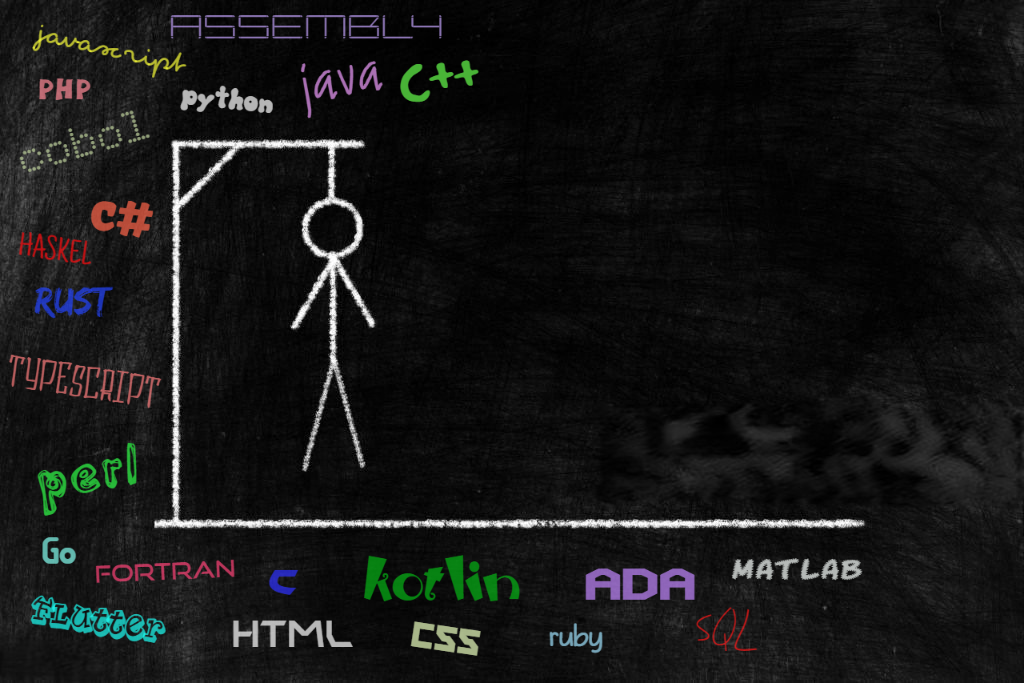 ASSEMBLY
javascript
java
C++
PHP
python
cobol
C#
HASKEL
RUST
TYPESCRIPT
perl
Go
FORTRAN
C
kotlin
ADA
MATLAB
flutter
HTML
CSS
ruby
SQL